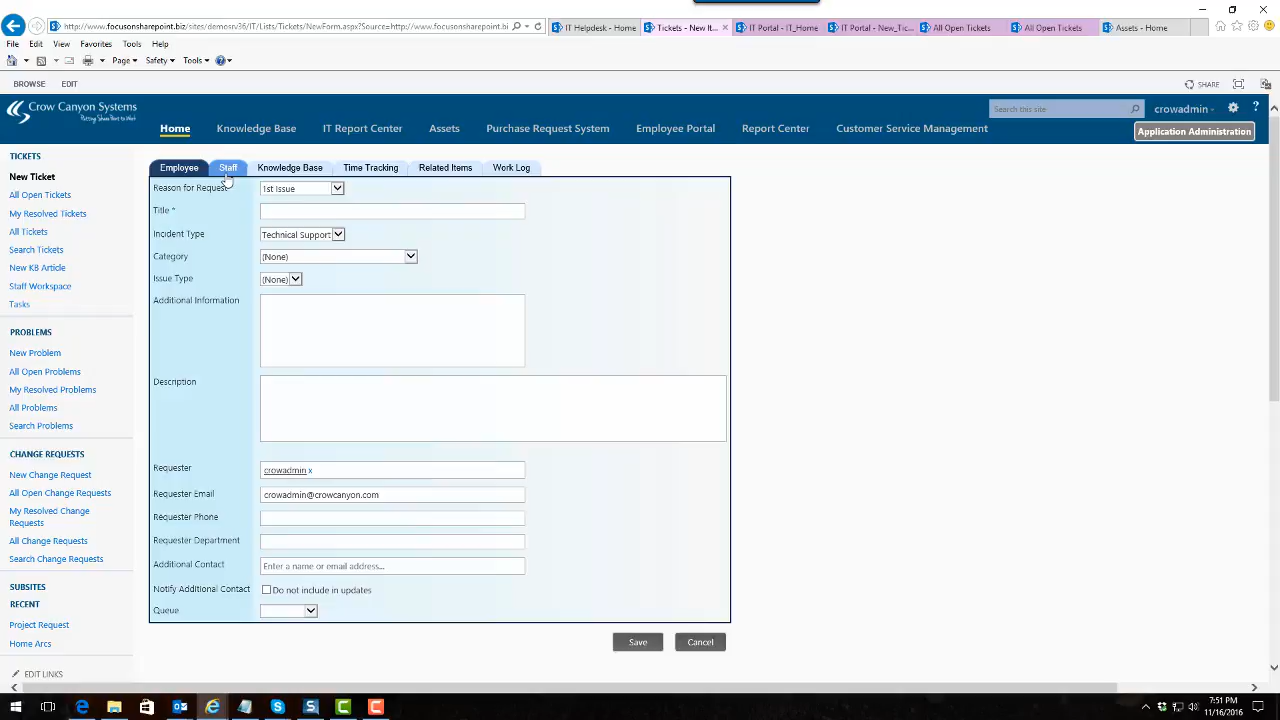 http://www.focusonsharepoint.biz/sites/demosrv36/IT/Lists/Tickets/NewForm.aspx?Source=http://www.focusonsharepoint.b
IT Helpdesk - Home
Tickets - New It...
IT Portal - IT_Home
IT Portal - New_Tic...
All Open Tickets
All Open Tickets
Assets - Home
File Edit View Favorites Tools Help
Page Safety Tools
BROWSE EDIT
SHARE
Crow Canyon Systems
Putting SharePoint to Work
Search this site
crowadmin
Home Knowledge Base IT Report Center Assets Purchase Request System Employee Portal Report Center Customer Service Management
Application Administration
TICKETS
New Ticket
All Open Tickets
My Resolved Tickets
All Tickets
Search Tickets
New KB Article
Staff Workspace
Tasks
PROBLEMS
New Problem
All Open Problems
My Resolved Problems
All Problems
Search Problems
CHANGE REQUESTS
New Change Request
All Open Change Requests
My Resolved Change
Requests
All Change Requests
Search Change Requests
SUBSITES
RECENT
Project Request
Home Arcs
EDIT LINKS
Employee Staff Knowledge Base Time Tracking Related Items Work Log
Reason for Request 1st Issue
Title *
Incident Type Technical Support
Category (None)
Issue Type (None)
Additional Information
Description
Requester crowadmin x
Requester Email crowadmin@crowcanyon.com
Requester Phone
Requester Department
Additional Contact Enter a name or email address...
Notify Additional Contact Do not include in updates
Queue
Save Cancel
7:51 PM
11/16/2016